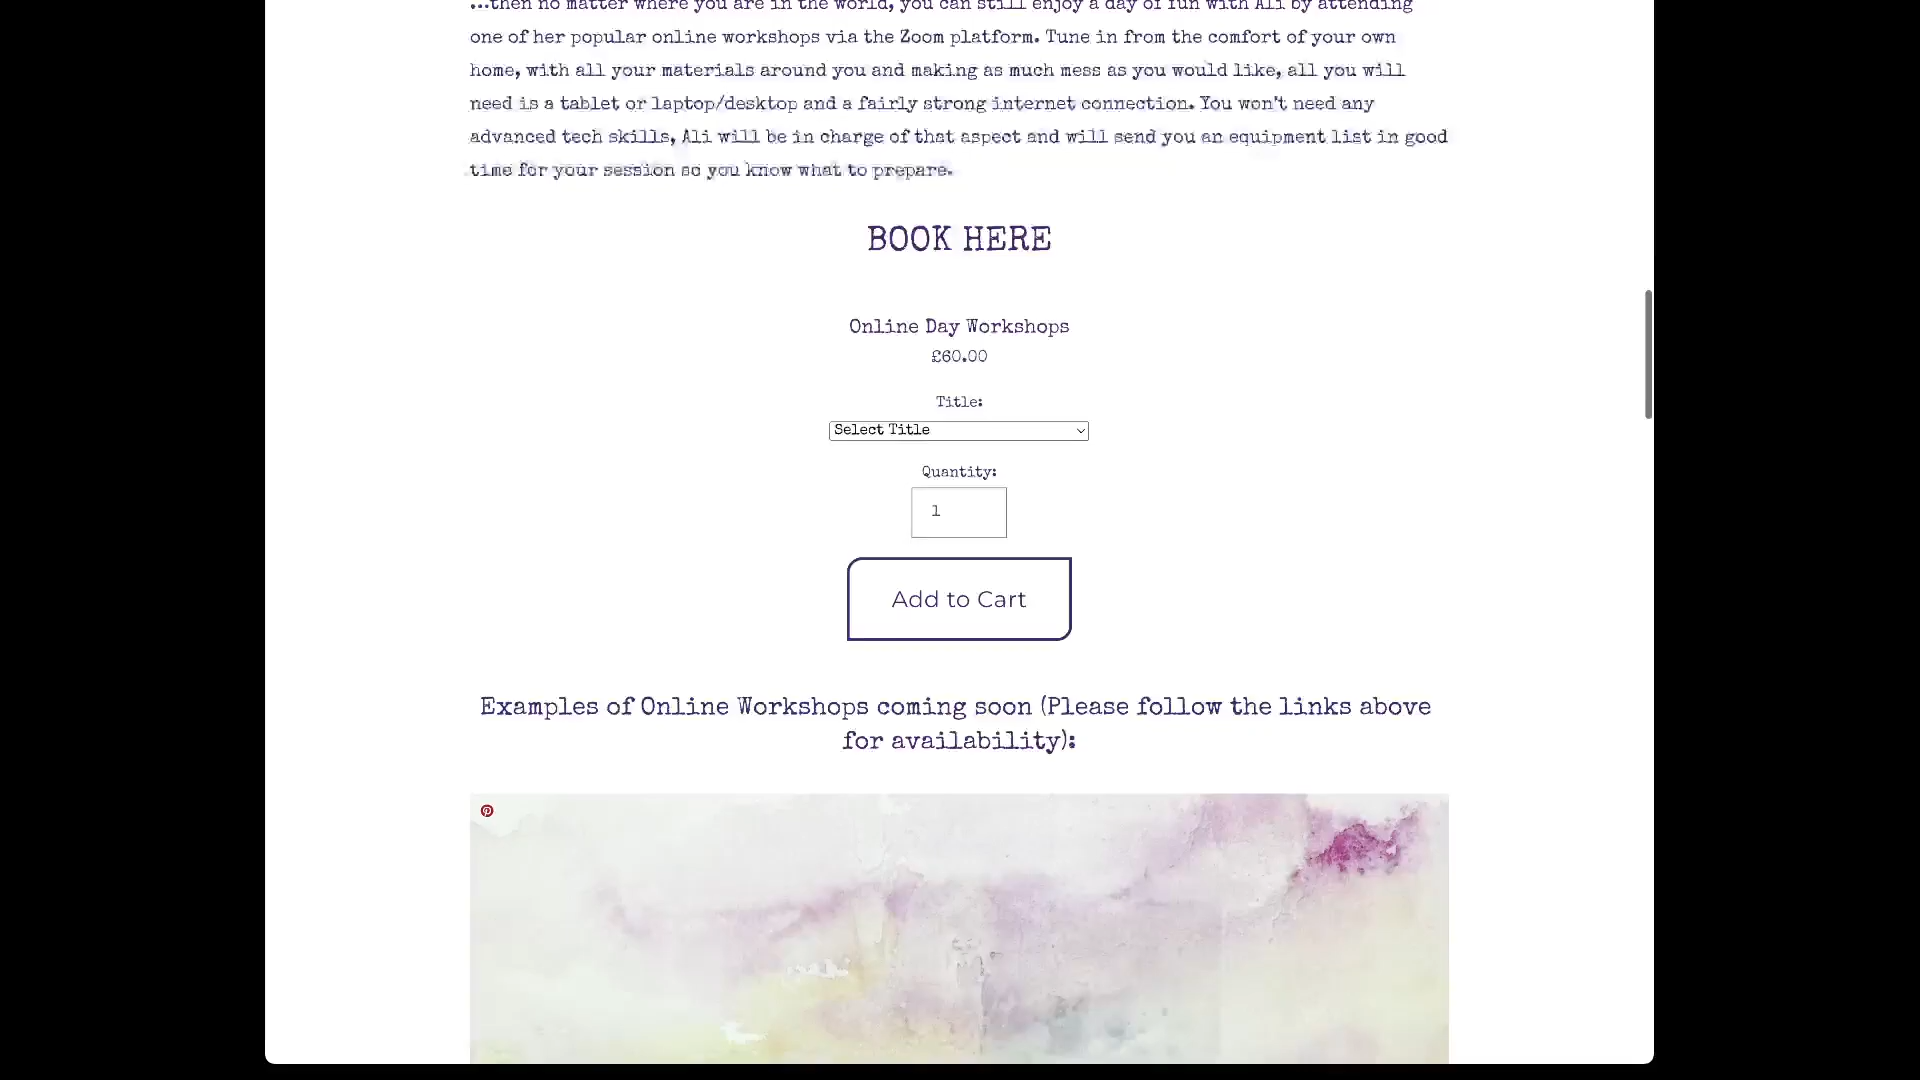 ...then no matter where you are in the world, you can still enjoy a day of fun with Ali by attending
one of her popular online workshops via the Zoom platform. Tune in from the comfort of your own
home, with all your materials around you and making as much mess as you would like, all you will
need is a tablet or laptop/desktop and a fairly strong internet connection. You won't need any
advanced tech skills, Ali will be in charge of that aspect and will send you an equipment list in good
time for your session so you know what to prepare.
BOOK HERE
Online Day Workshops
£60.00
Title:
Select Title
Quantity:
1
Add to Cart
Examples of Online Workshops coming soon (Please follow the links above
for availability):